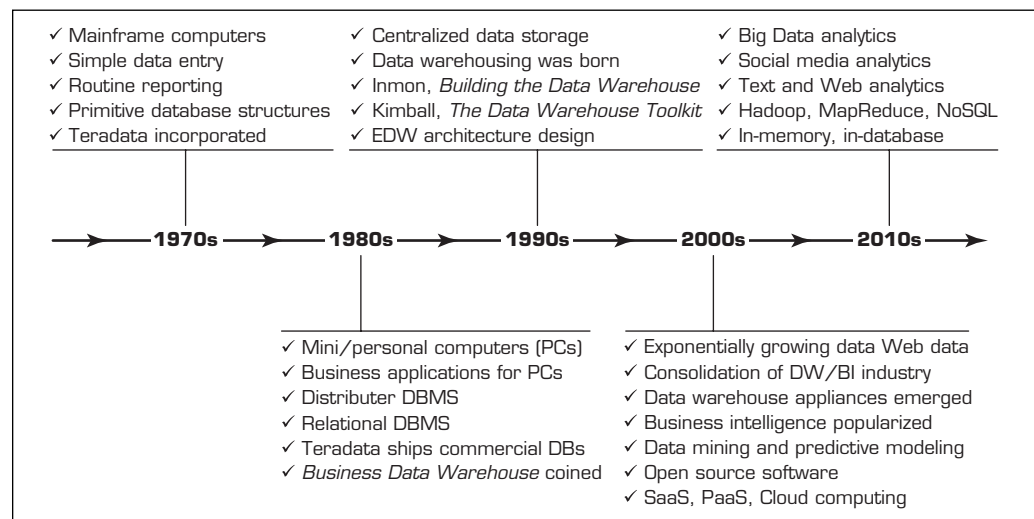 ✓ Mainframe computers
✓ Simple data entry
✓ Routine reporting
✓ Primitive database structures
✓ Teradata incorporated
✓ Centralized data storage
✓ Data warehousing was born
✓ Inmon, Building the Data Warehouse
✓ Kimball, The Data Warehouse Toolkit
✓ EDW architecture design
✓ Big Data analytics
✓ Social media analytics
✓ Text and Web analytics
✓ Hadoop, MapReduce, NoSQL
✓ In-memory, in-database
1970s 1980s 1990s 2000s 2010s
✓ Mini/personal computers (PCs)
✓ Business applications for PCs
✓ Distributer DBMS
✓ Relational DBMS
✓ Teradata ships commercial DBs
✓ Business Data Warehouse coined
✓ Exponentially growing data Web data
✓ Consolidation of DW/BI industry
✓ Data warehouse appliances emerged
✓ Business intelligence popularized
✓ Data mining and predictive modeling
✓ Open source software
✓ SaaS, PaaS, Cloud computing